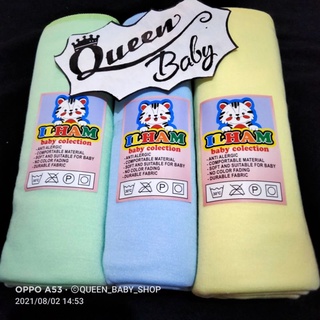 Queen
Baby
ILHAM
baby colection
- ANTI ALERGIC
- COMFORTABLE MATERIAL
- SOFT AND SUITABLE FOR BABY
- NO COLOR FADING
- DURABLE FABRIC
ILHAM
baby colection
- ANTI ALERGIC
- COMFORTABLE MATERIAL
- SOFT AND SUITABLE FOR BABY
- NO COLOR FADING
- DURABLE FABRIC
ILHAM
baby colection
- ANTI ALERGIC
- COMFORTABLE MATERIAL
- SOFT AND SUITABLE FOR BABY
- NO COLOR FADING
- DURABLE FABRIC
OPPO A53 · ©QUEEN_BABY_SHOP
2021/08/02 14:53